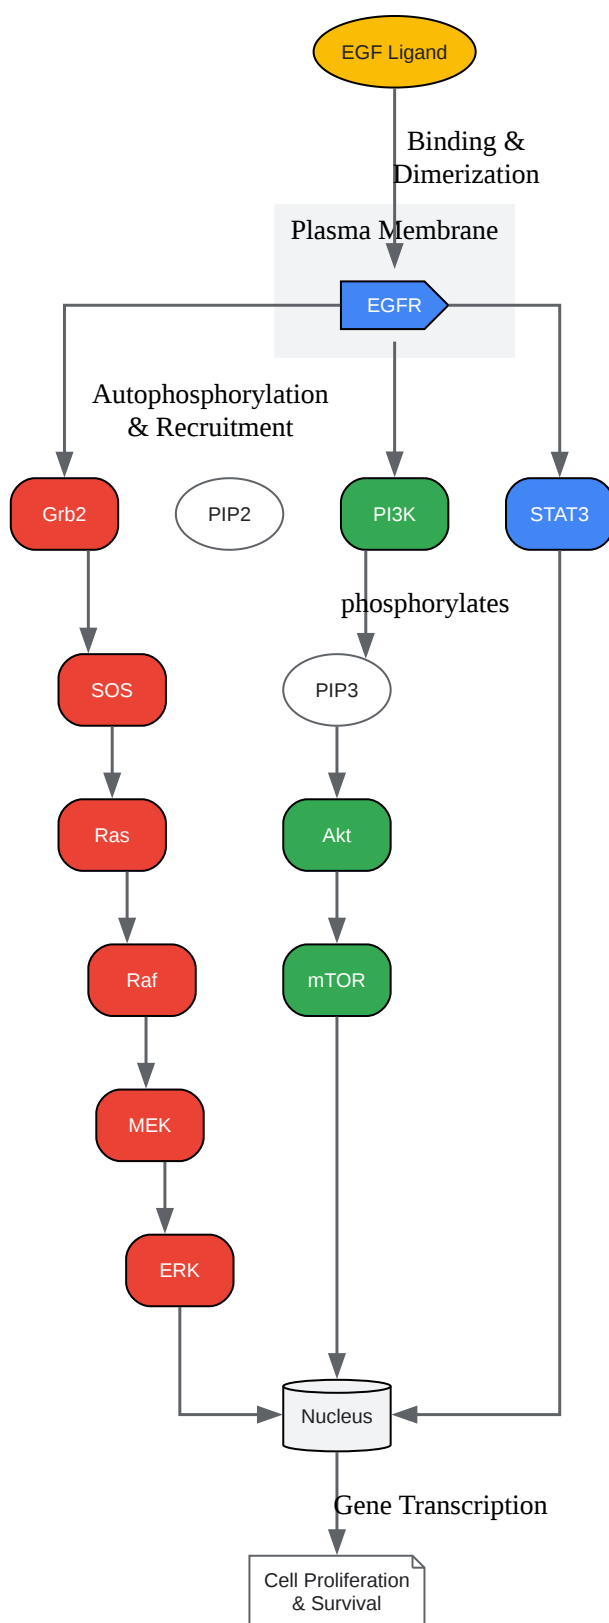 EGF Ligand
Binding &
Dimerization
Plasma Membrane
EGFR
Autophosphorylation
& Recruitment
Grb2
PIP2
PI3K
STAT3
phosphorylates
SOS
PIP3
Ras
Akt
Raf
mTOR
MEK
ERK
Nucleus
Gene Transcription
Cell Proliferation
& Survival